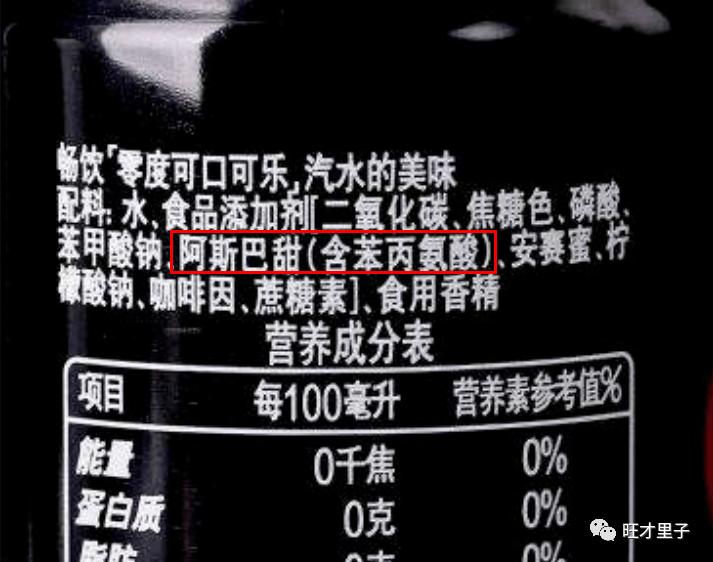 畅饮「零度可口可乐」汽水的美味
配料: 水、食品添加剂[二氧化碳、焦糖色、磷酸、
苯甲酸钠、阿斯巴甜(含苯丙氨酸)、安赛蜜、柠
檬酸钠、咖啡因、蔗糖素]、食用香精
营养成分表
项目 每100毫升 营养素参考值%
能量 0千焦 0%
蛋白质 0克 0%
脂肪 0克 0%
旺才里子